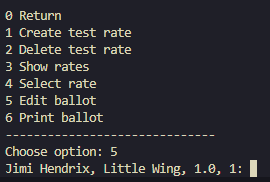 0 Return
1 Create test rate
2 Delete test rate
3 Show rates
4 Select rate
5 Edit ballot
6 Print ballot
------------------------------
Choose option: 5
Jimi Hendrix, Little Wing, 1.0, 1: